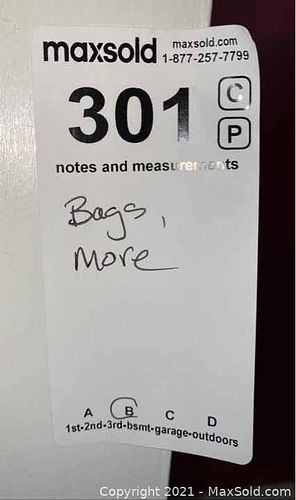 maxsold maxsold.com
1-877-257-7799
301 C
P
notes and measurements
Bags,
More
A B C D
1st-2nd-3rd-bsmt-garage-outdoors
Copyright © 2021 - MaxSold.com